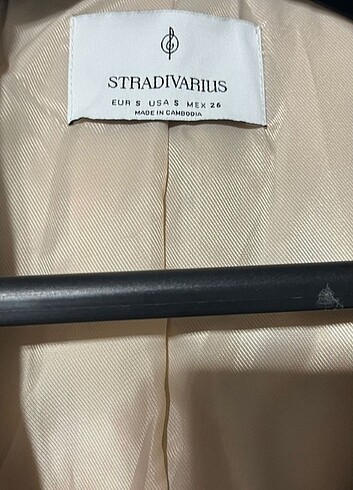 STRADIVARIUS
EUR S USA S MEX 26
MADE IN CAMBODIA